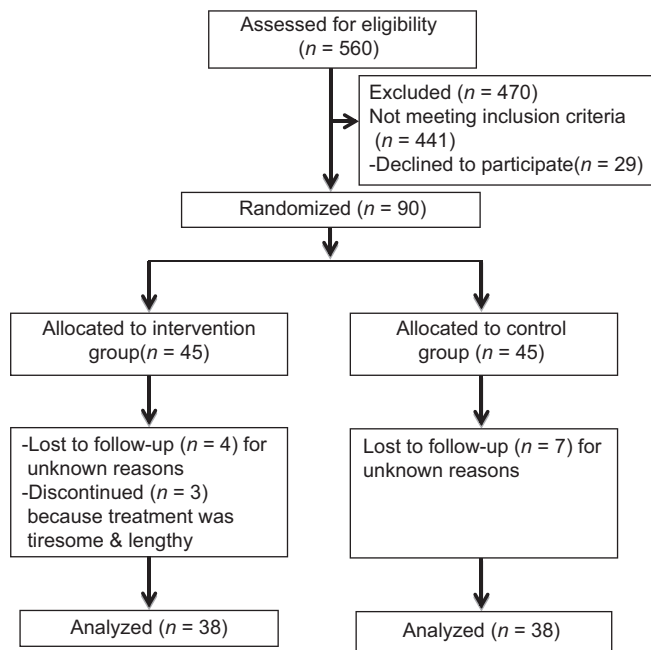 Assessed for eligibility
(n = 560)
Excluded (n = 470)
Not meeting inclusion criteria
(n = 441)
-Declined to participate(n = 29)
Randomized (n = 90)
Allocated to intervention
group(n = 45)
Allocated to control
group (n = 45)
-Lost to follow-up (n = 4) for
unknown reasons
-Discontinued (n = 3)
because treatment was
tiresome & lengthy
Lost to follow-up (n = 7) for
unknown reasons
Analyzed (n = 38)
Analyzed (n = 38)